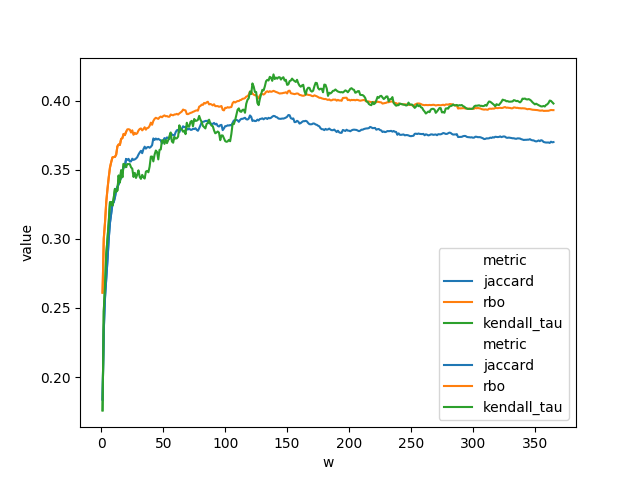 value
0.40
0.35
0.30
0.25
0.20
0
50
100
150
200
250
300
350
w
metric
jaccard
rbo
kendall_tau
metric
jaccard
rbo
kendall_tau